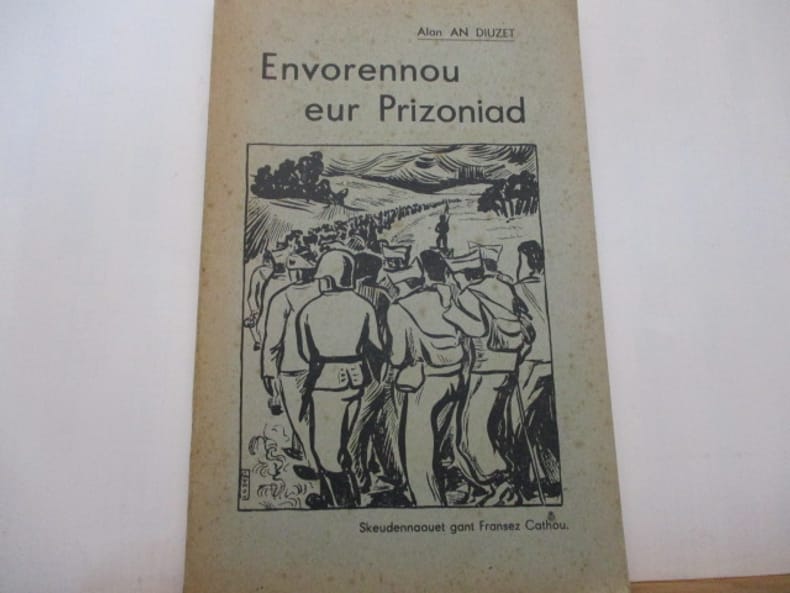 Alan AN DIUZET
Envorennou
eur Prizoniad
Skeudennaouet gant Fransez Cathou.